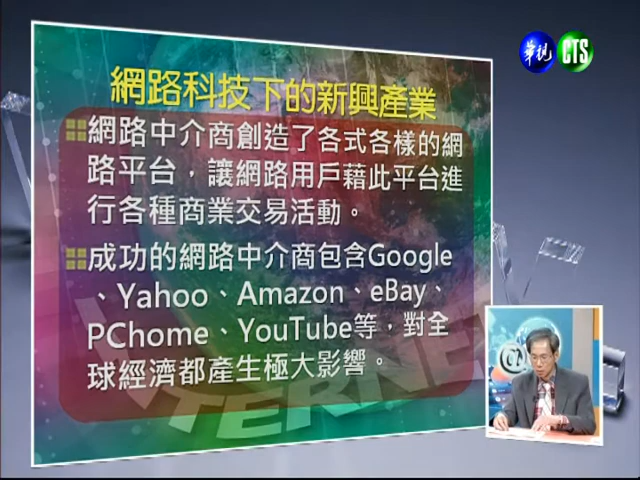 華視 CTS
網路科技下的新興產業
網路中介商創造了各式各樣的網
路平台，讓網路用戶藉此平台進
行各種商業交易活動。
成功的網路中介商包含Google
、Yahoo、Amazon、eBay、
PChome、YouTube等，對全
球經濟都產生極大影響。
INTERNET